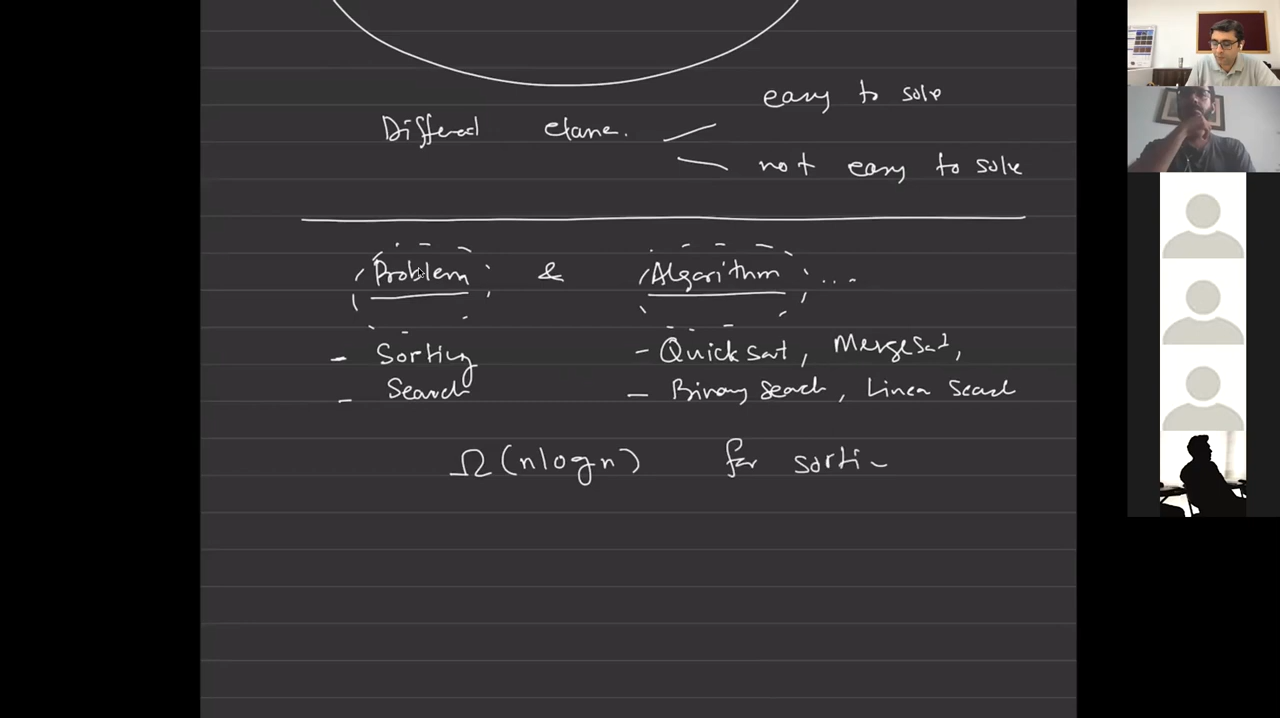 easy to solve
Different classes.
not easy to solve
Problem & Algorithm ...
- Sorting - Quicksort, MergeSort,
- Search - Binary Search, Linear Search
Ω(nlogn) for sorti